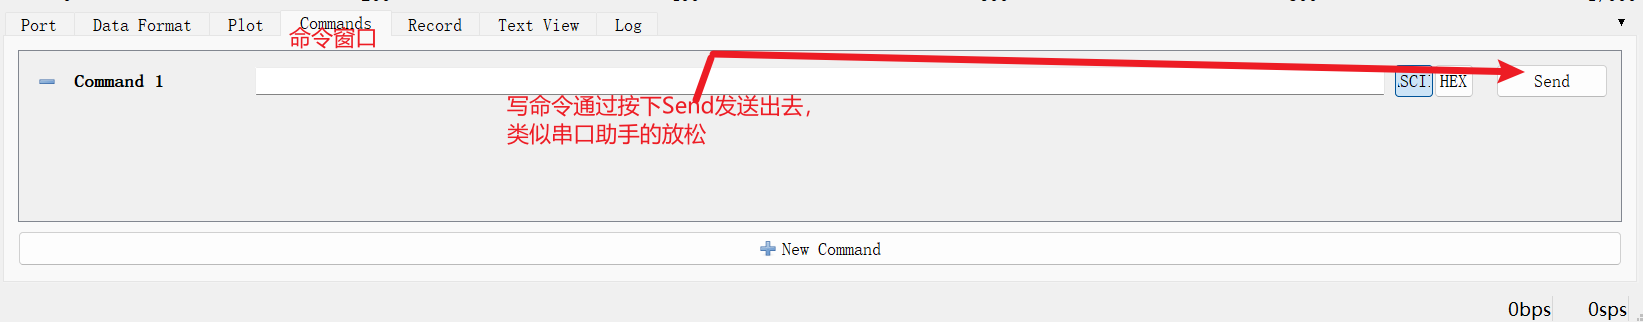 Port Data Format Plot Commands Record Text View Log
命令窗口
Command 1 SCI HEX Send
写命令通过按下Send发送出去,
类似串口助手的放松
New Command
0bps 0sps